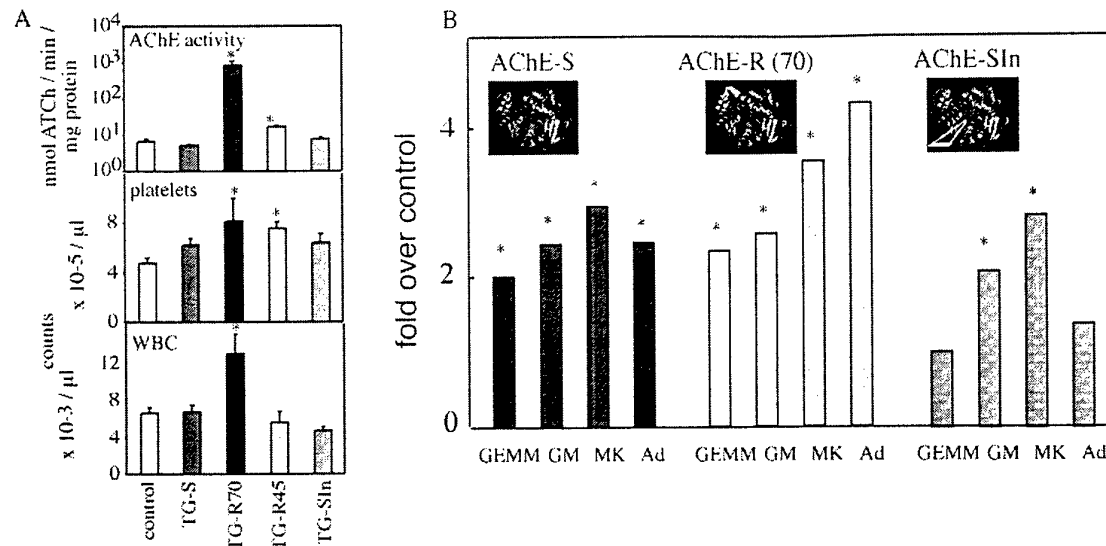 A
AChE activity
10^4
10^3
10^2
10^1
10^0
nmol ATCh / min /
mg protein
*
*
platelets
8
4
0
x 10-5 / µl
*
*
WBC
12
8
4
0
counts
x 10-3 / µl
*
control
TG-S
TG-R70
TG-R45
TG-SIn
B
fold over control
4
2
0
AChE-S
AChE-R (70)
AChE-SIn
* * * *
* * * *
* *
GEMM GM MK Ad
GEMM GM MK Ad
GEMM GM MK Ad